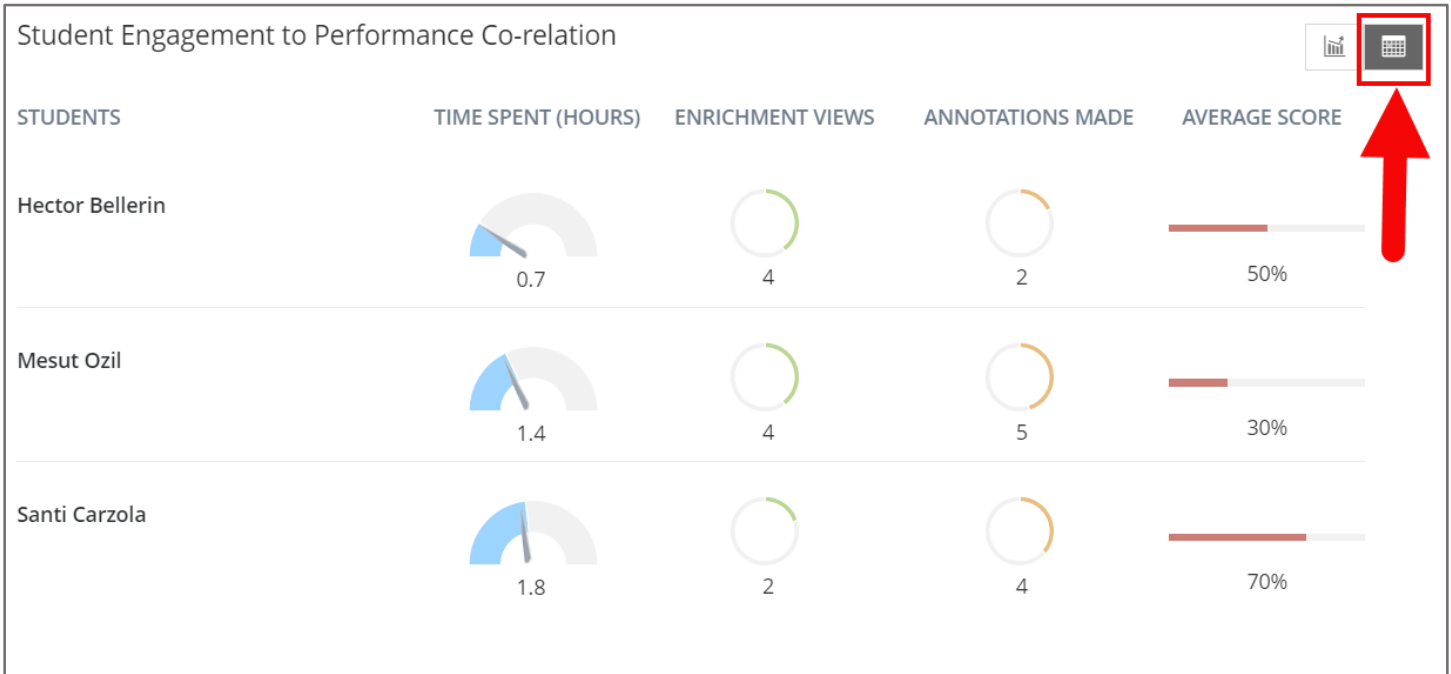 Student Engagement to Performance Co-relation
STUDENTS TIME SPENT (HOURS) ENRICHMENT VIEWS ANNOTATIONS MADE AVERAGE SCORE
Hector Bellerin
0.7 4 2 50%
Mesut Ozil
1.4 4 5 30%
Santi Carzola
1.8 2 4 70%